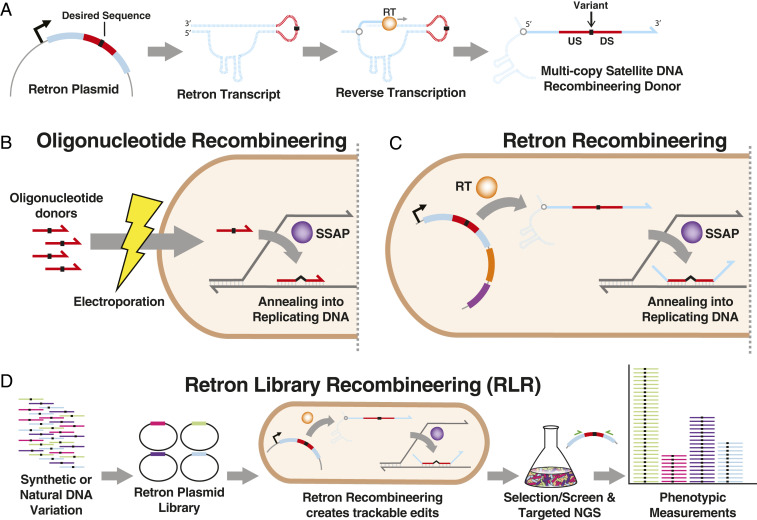 A
Desired Sequence
Retron Plasmid
3'
5'
Retron Transcript
RT
Reverse Transcription
Variant
5'
3'
US
DS
Multi-copy Satellite DNA
Recombineering Donor
B
Oligonucleotide Recombineering
Oligonucleotide
donors
Electroporation
SSAP
Annealing into
Replicating DNA
C
Retron Recombineering
RT
SSAP
Annealing into
Replicating DNA
D
Retron Library Recombineering (RLR)
Synthetic or
Natural DNA
Variation
Retron Plasmid
Library
Retron Recombineering
creates trackable edits
Selection/Screen &
Targeted NGS
Phenotypic
Measurements